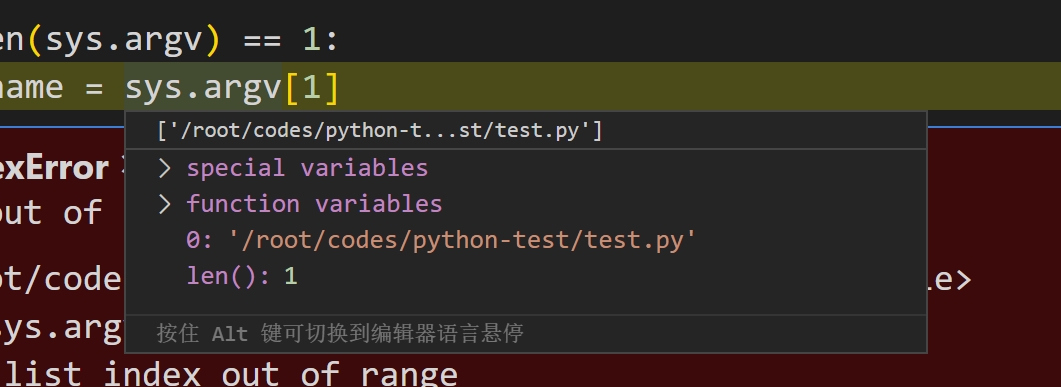 en(sys.argv) == 1:
name = sys.argv[1]
['/root/codes/python-t...st/test.py']
exError
special variables
out of
function variables
0: '/root/codes/python-test/test.py'
len(): 1
ot/code
le>
sys.arg
按住 Alt 键可切换到编辑器语言悬停
list index out of range